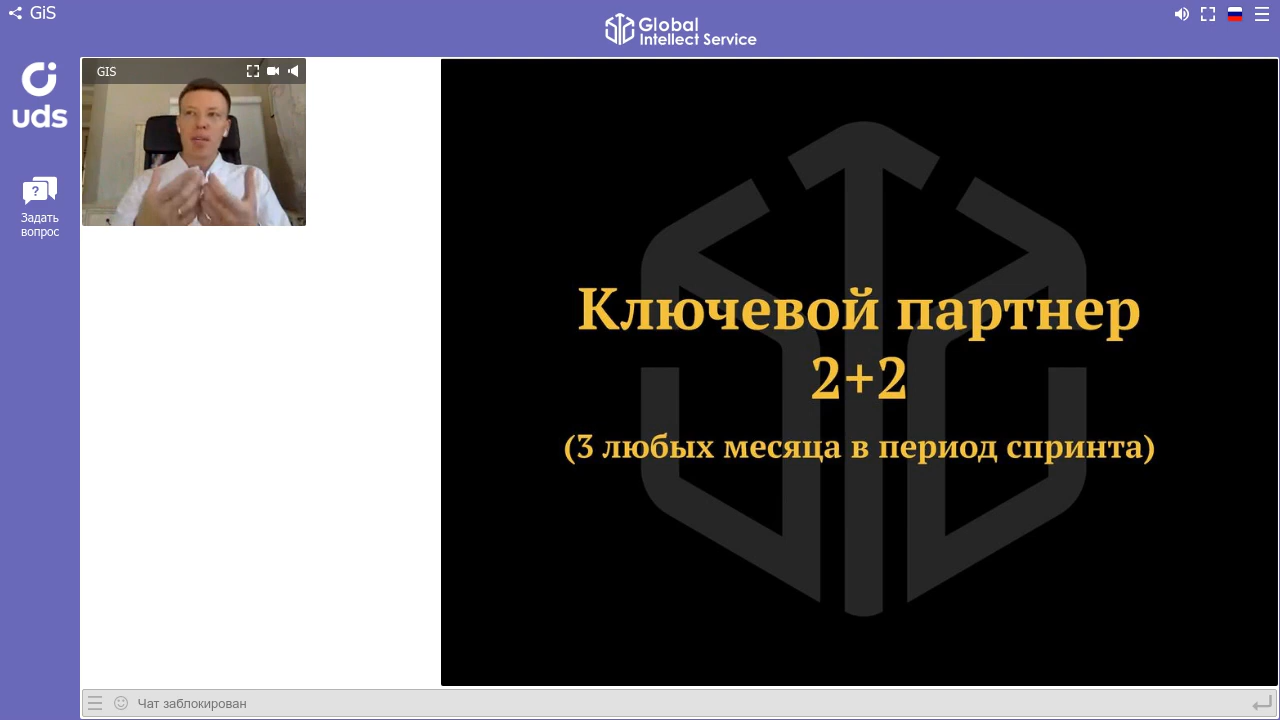 GiS
Global
Intellect Service
uds
GIS
Задать
вопрос
Ключевой партнер
2+2
(3 любых месяца в период спринта)
Чат заблокирован